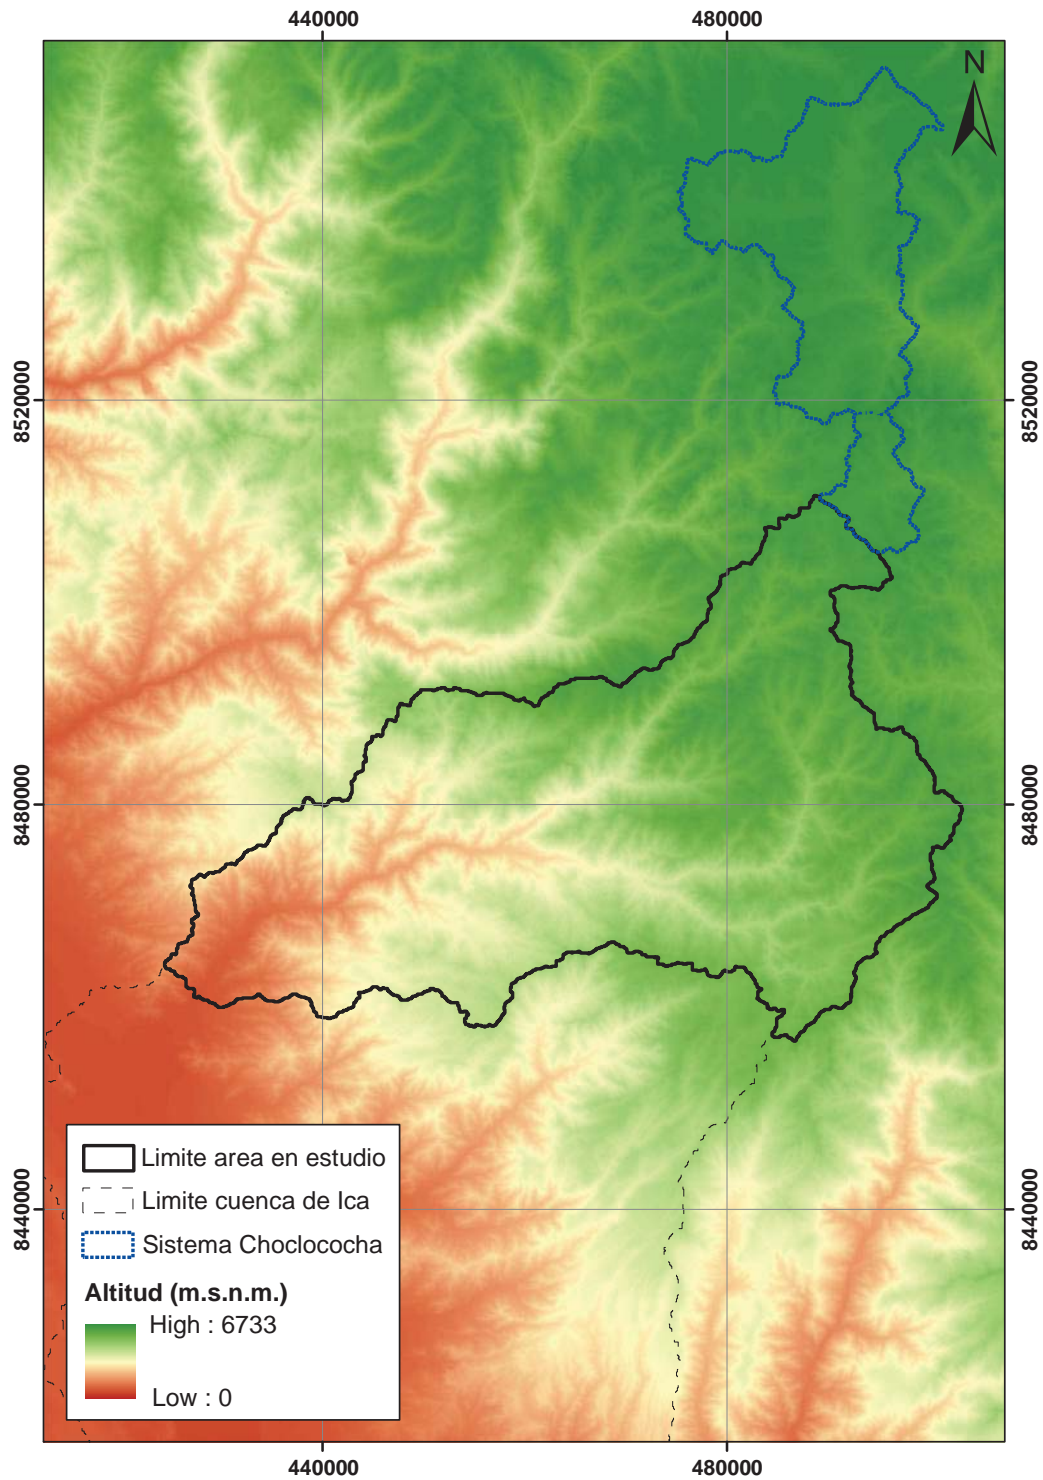 440000 480000
N
8520000 8520000
8480000 8480000
8440000 8440000
Limite area en estudio
Limite cuenca de Ica
Sistema Choclococha
Altitud (m.s.n.m.)
High : 6733
Low : 0
440000 480000